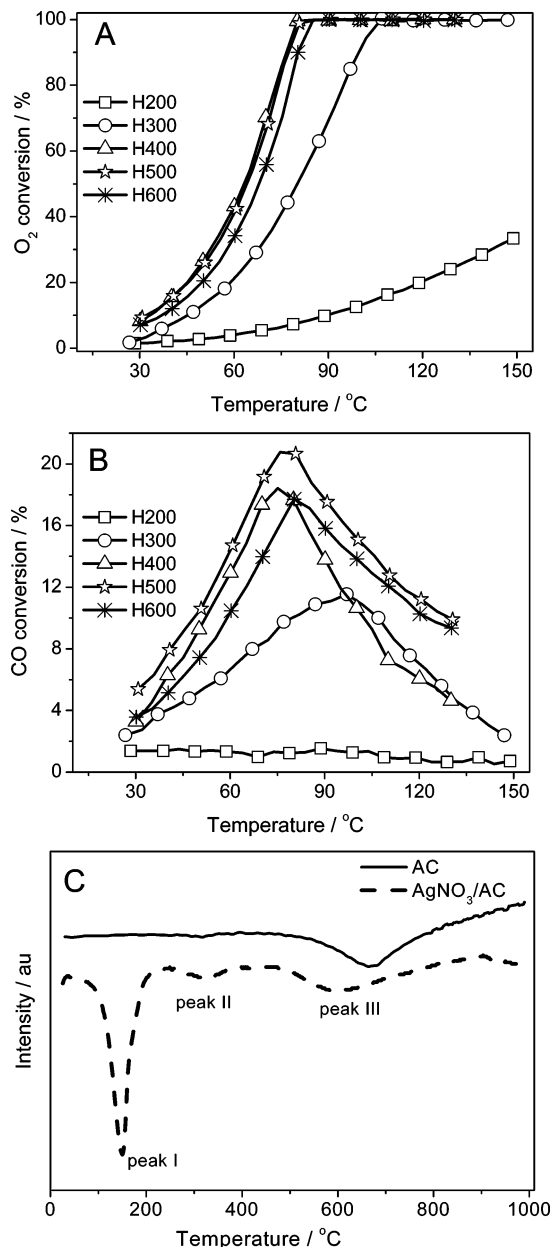 A
100
80
60
40
20
0
O2 conversion / %
H200
H300
H400
H500
H600
30 60 90 120 150
Temperature / °C
B
20
16
12
8
4
0
CO conversion / %
H200
H300
H400
H500
H600
30 60 90 120 150
Temperature / °C
C
AC
AgNO3/AC
Intensity / au
peak I
peak II
peak III
0 200 400 600 800 1000
Temperature / °C